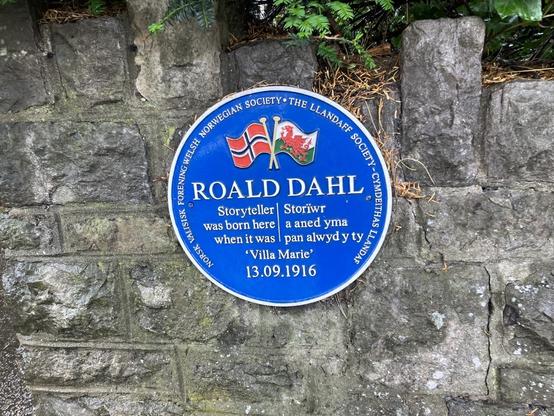 NORSK VALISISK FORENING WELSH NORWEGIAN SOCIETY • THE LLANDAFF SOCIETY ~ CYMDEITHAS LLANDAF
ROALD DAHL
Storyteller | Storïwr
was born here | a aned yma
when it was | pan alwyd y ty
'Villa Marie'
13.09.1916